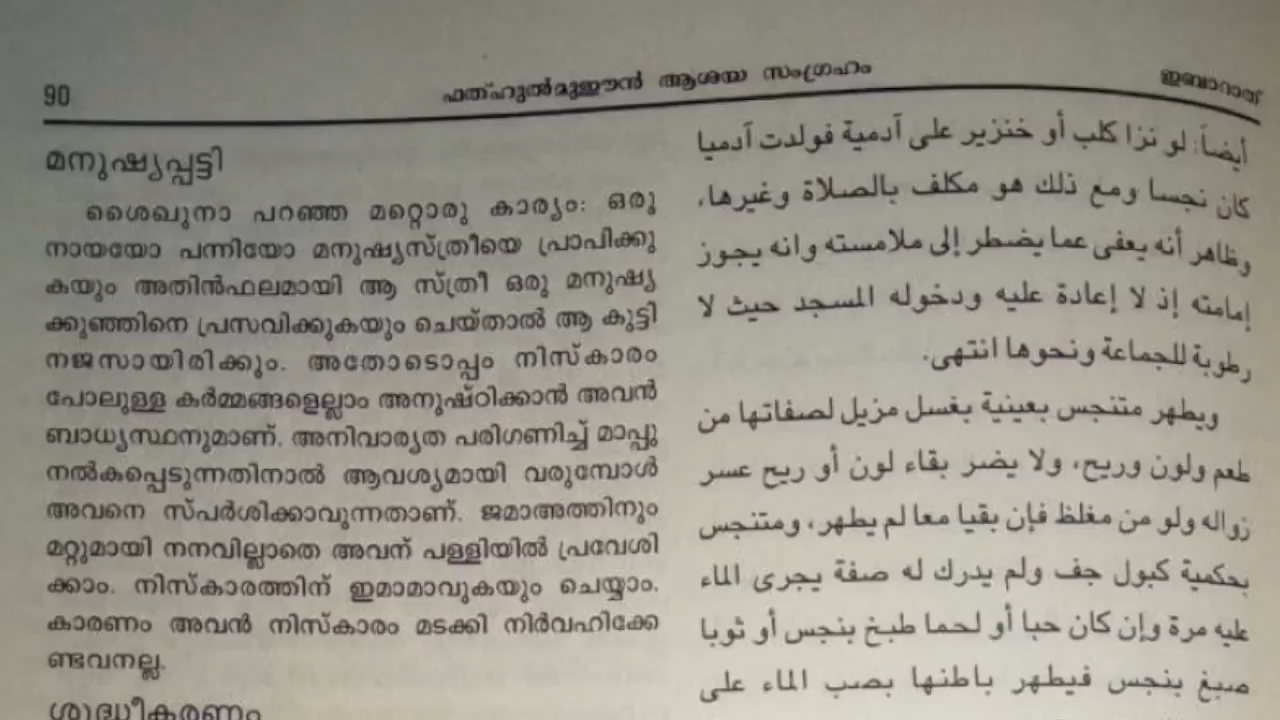 90
ഫത്ഹുൽമുഈൻ ആശയ സംഗ്രഹം
ഇബാറാത്
മനുഷ്യപ്പട്ടി
ശൈഖുനാ പറഞ്ഞ മറ്റൊരു കാര്യം: ഒരു
നായയോ പന്നിയോ മനുഷ്യസ്ത്രീയെ പ്രാപിക്കു
കയും അതിൻഫലമായി ആ സ്ത്രീ ഒരു മനുഷ്യ
ക്കുഞ്ഞിനെ പ്രസവിക്കുകയും ചെയ്താൽ ആ കുട്ടി
നജസായിരിക്കും. അതോടൊപ്പം നിസ്കാരം
പോലുള്ള കർമ്മങ്ങളെല്ലാം അനുഷ്ഠിക്കാൻ അവൻ
ബാധ്യസ്ഥനുമാണ്. അനിവാര്യത പരിഗണിച്ച് മാപ്പു
നൽകപ്പെടുന്നതിനാൽ ആവശ്യമായി വരുമ്പോൾ
അവനെ സ്പർശിക്കാവുന്നതാണ്. ജമാഅത്തിനും
മറ്റുമായി നനവില്ലാതെ അവന് പള്ളിയിൽ പ്രവേശി
ക്കാം. നിസ്കാരത്തിന് ഇമാമാവുകയും ചെയ്യാം.
കാരണം അവൻ നിസ്കാരം മടക്കി നിർവഹിക്കേ
ണ്ടവനല്ല.
ശുദ്ധീകരണം
أيضاً: لو نزا كلب أو خنزير على آدمية فولدت آدميا
كان نجسا ومع ذلك هو مكلف بالصلاة وغيرها،
وظاهر أنه يعفى عما يضطر إلى ملامسته وانه يجوز
إمامته إذ لا إعادة عليه ودخوله المسجد حيث لا
رطوبة للجماعة ونحوها انتهى.
ويطهر متنجس بعينية بغسل مزيل لصفاتها من
طعم ولون وريح، ولا يضر بقاء لون أو ريح عسر
زواله ولو من مغلظ فإن بقيا معا لم يطهر، ومتنجس
بحكمية كبول جف ولم يدرك له صفة يجرى الماء
عليه مرة وإن كان حبا أو لحما طبخ بنجس أو ثوبا
صبغ بنجس فيطهر باطنها بصب الماء على